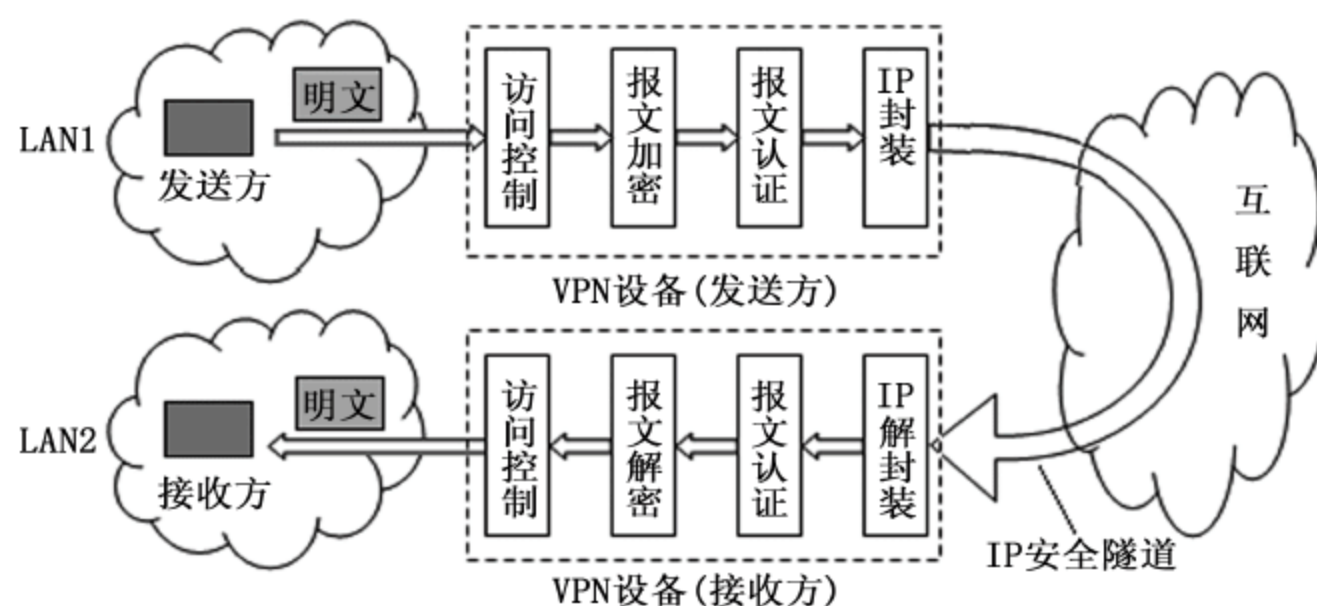 LAN1
明文
发送方
访问控制
报文加密
报文认证
IP封装
VPN设备(发送方)
互联网
LAN2
明文
接收方
访问控制
报文解密
报文认证
IP解封装
VPN设备(接收方)
IP安全隧道